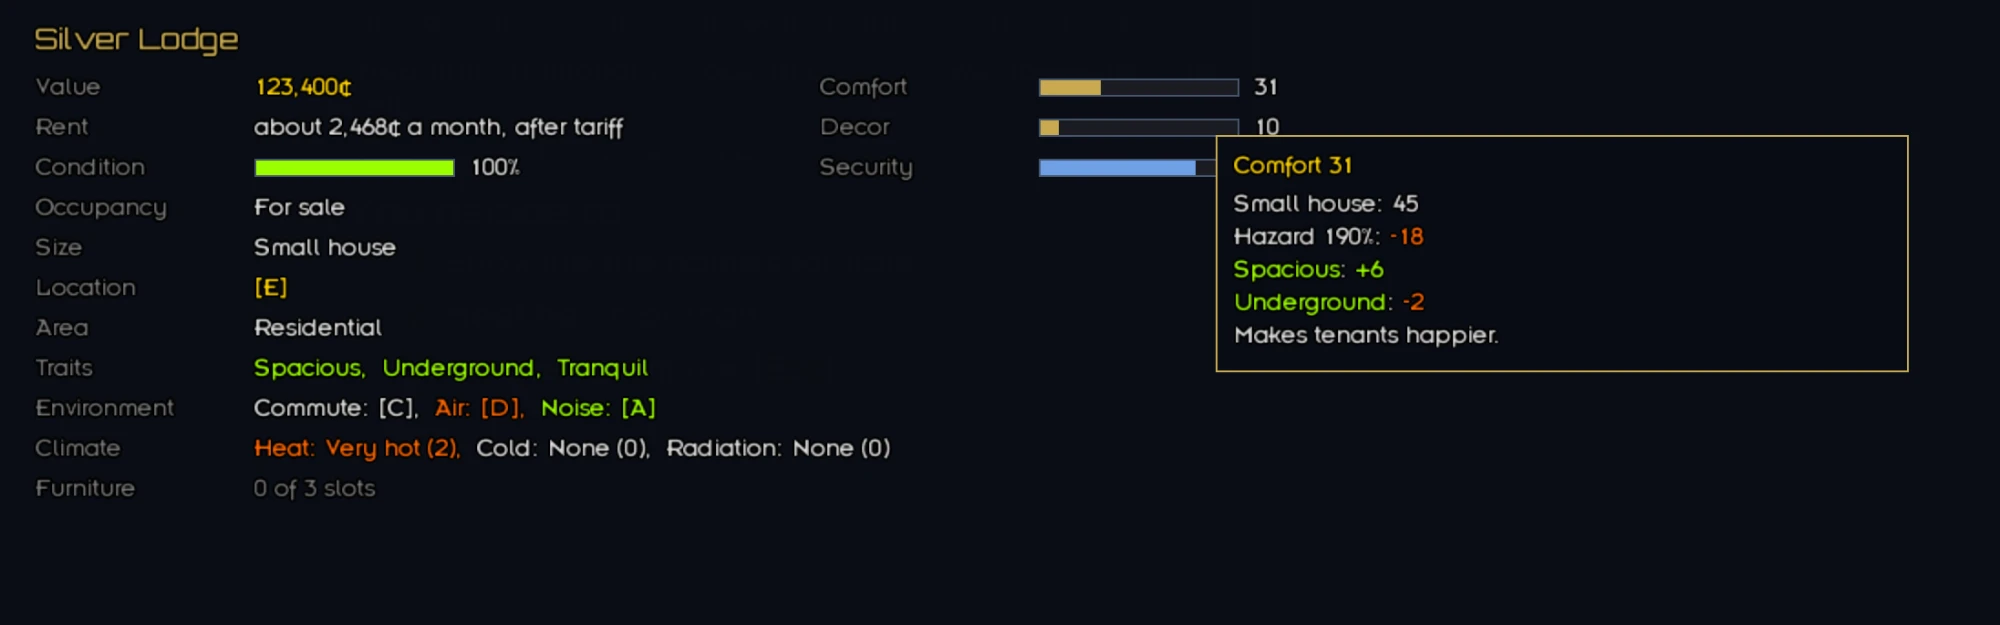 Silver Lodge
Value 123,400¢ Comfort 31
Rent about 2,468¢ a month, after tariff Decor 10
Condition 100% Security
Occupancy For sale
Size Small house
Location [E]
Area Residential
Traits Spacious, Underground, Tranquil
Environment Commute: [C], Air: [D], Noise: [A]
Climate Heat: Very hot (2), Cold: None (0), Radiation: None (0)
Furniture 0 of 3 slots
Comfort 31
Small house: 45
Hazard 190%: -18
Spacious: +6
Underground: -2
Makes tenants happier.